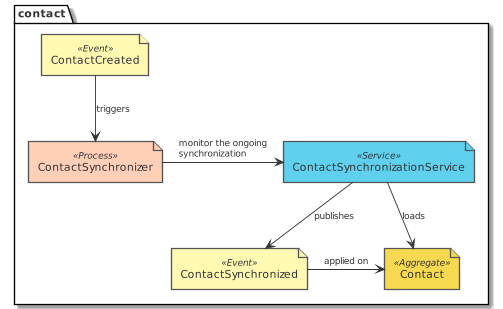 contact
«Event»
ContactCreated
triggers
«Process»
ContactSynchronizer
monitor the ongoing
synchronization
«Service»
ContactSynchronizationService
publishes
loads
«Event»
ContactSynchronized
applied on
«Aggregate»
Contact